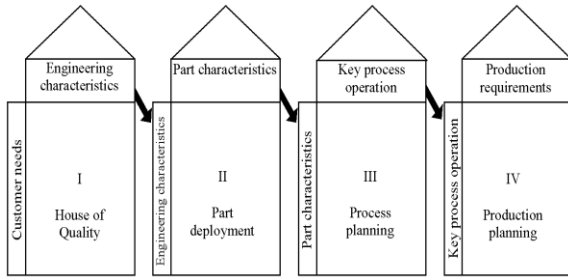 Engineering
characteristics
Customer needs
I
House of
Quality
Part characteristics
Engineering characteristics
II
Part
deployment
Key process
operation
Part characteristics
III
Process
planning
Production
requirements
Key process operation
IV
Production
planning